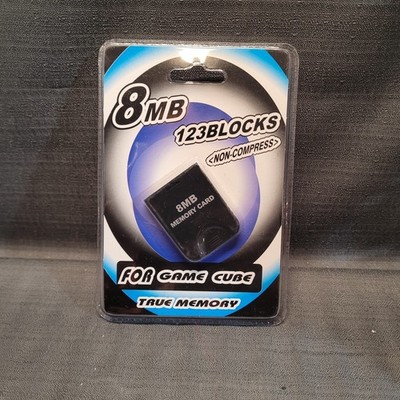 8MB
123BLOCKS
<NON-COMPRESS>
8MB
MEMORY CARD
FOR GAME CUBE
TRUE MEMORY